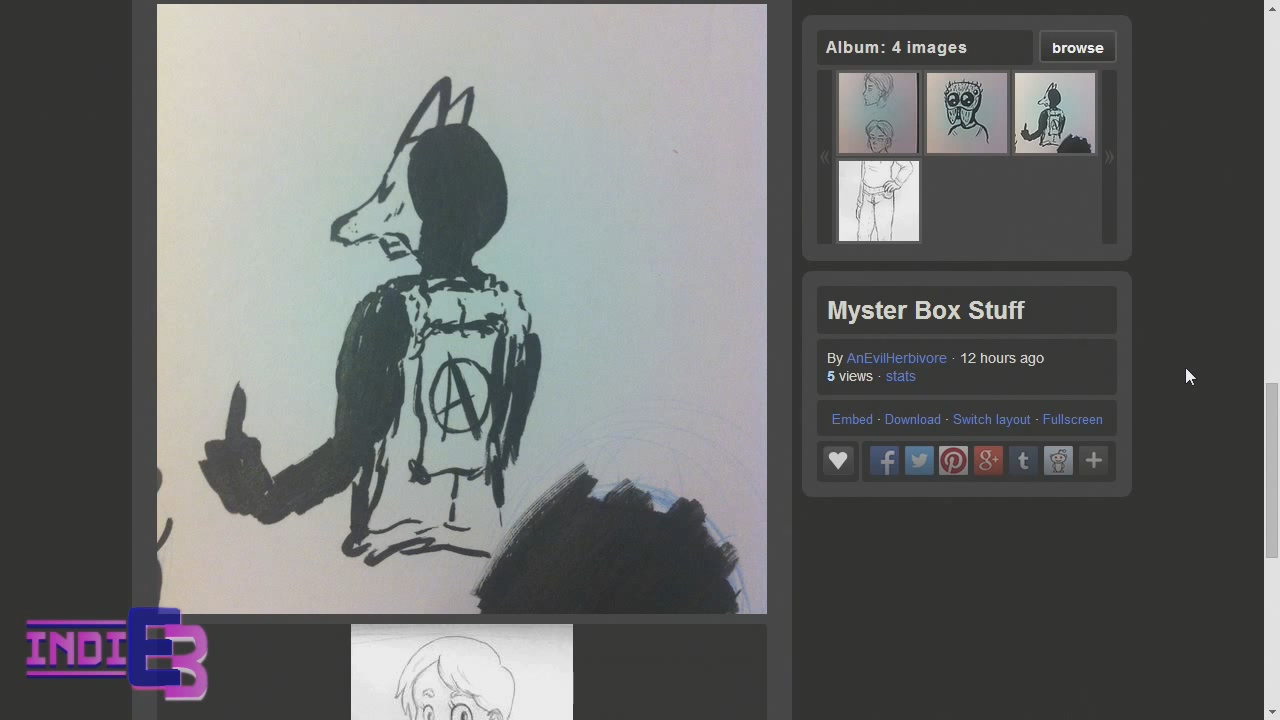 Album: 4 images
browse
«
»
A
Myster Box Stuff
By AnEvilHerbivore · 12 hours ago
5 views · stats
Embed · Download · Switch layout · Fullscreen
f
g+
t
+
INDIE3